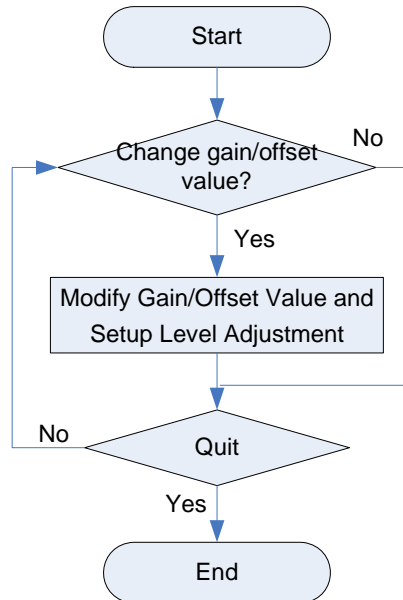 Start
Change gain/offset
value?
No
Yes
Modify Gain/Offset Value and
Setup Level Adjustment
No
Quit
Yes
End